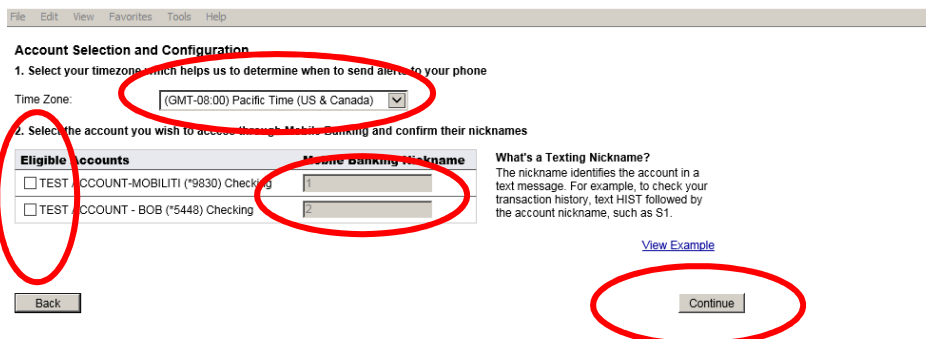 File Edit View Favorites Tools Help
Account Selection and Configuration
1. Select your timezone which helps us to determine when to send alerts to your phone
Time Zone: (GMT-08:00) Pacific Time (US & Canada)
2. Select the account you wish to access through Mobile Banking and confirm their nicknames
Eligible Accounts Mobile Banking Nickname
TEST ACCOUNT-MOBILITI (*9830) Checking 1
TEST ACCOUNT - BOB (*5448) Checking 2
What's a Texting Nickname?
The nickname identifies the account in a
text message. For example, to check your
transaction history, text HIST followed by
the account nickname, such as S1.
View Example
Back Continue